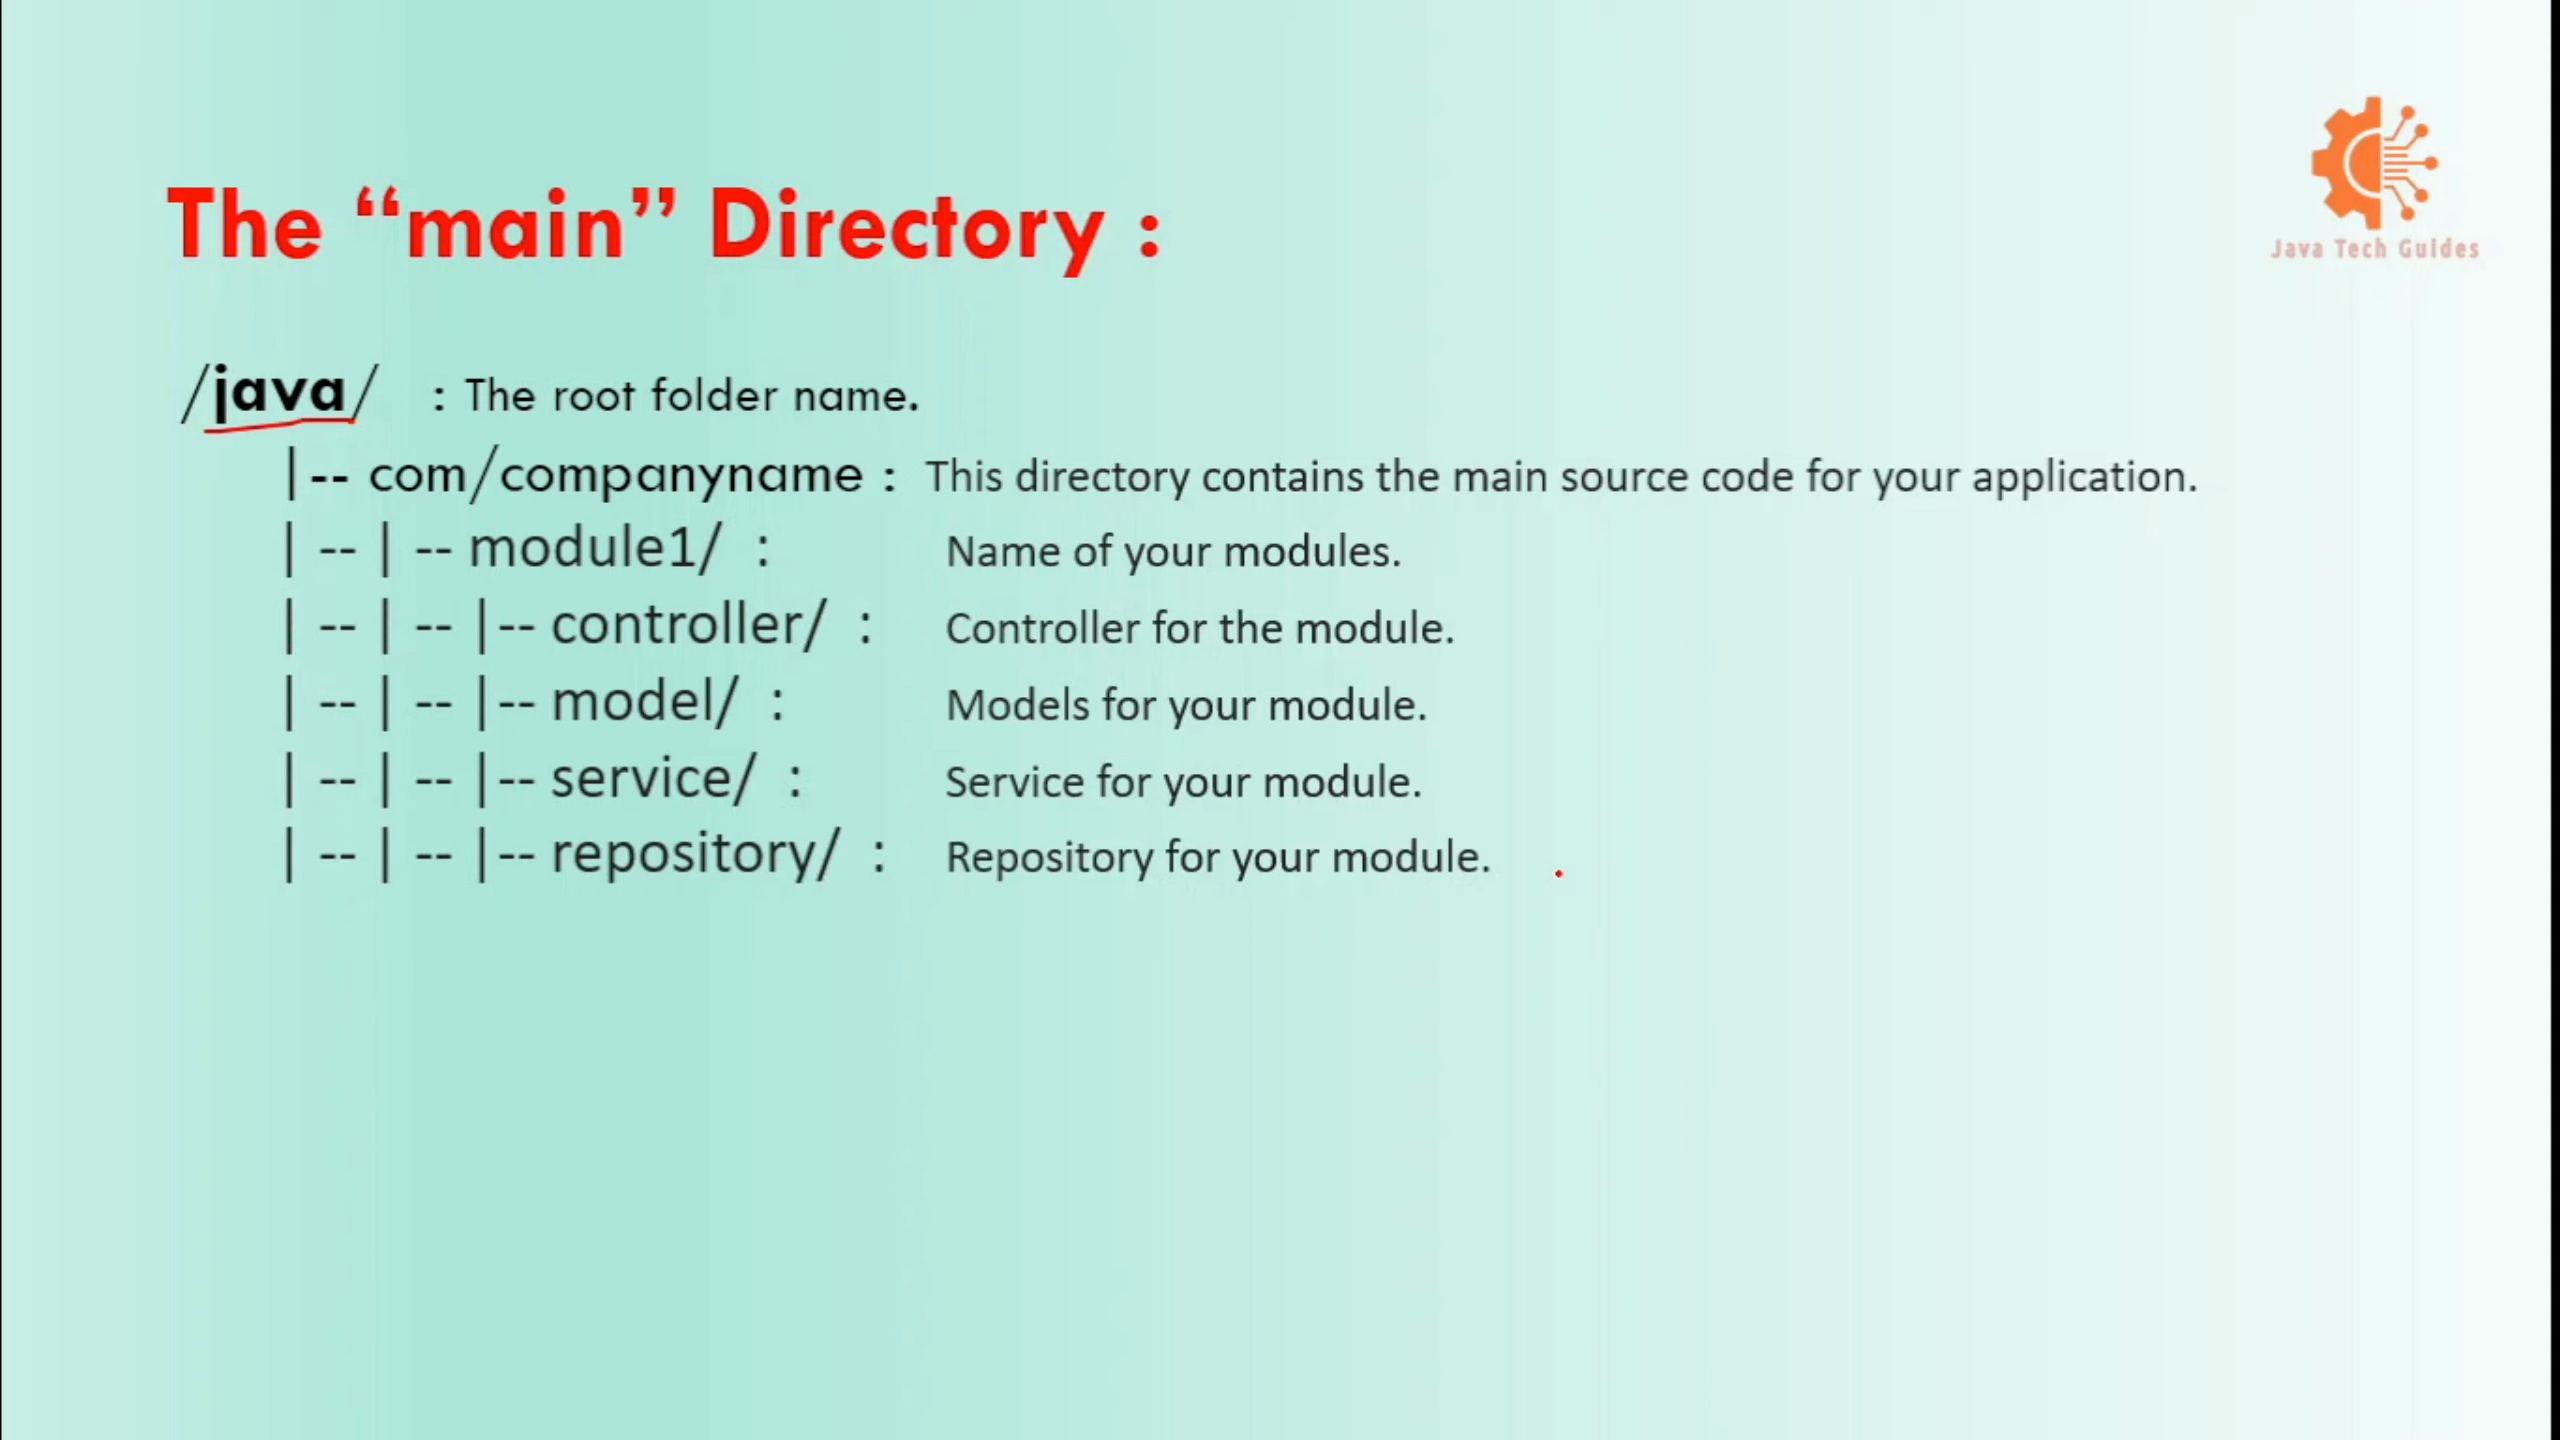 The “main” Directory :
Java Tech Guides
/java/ : The root folder name.
|-- com/companyname : This directory contains the main source code for your application.
| -- | -- module1/ : Name of your modules.
| -- | -- |-- controller/ : Controller for the module.
| -- | -- |-- model/ : Models for your module.
| -- | -- |-- service/ : Service for your module.
| -- | -- |-- repository/ : Repository for your module.